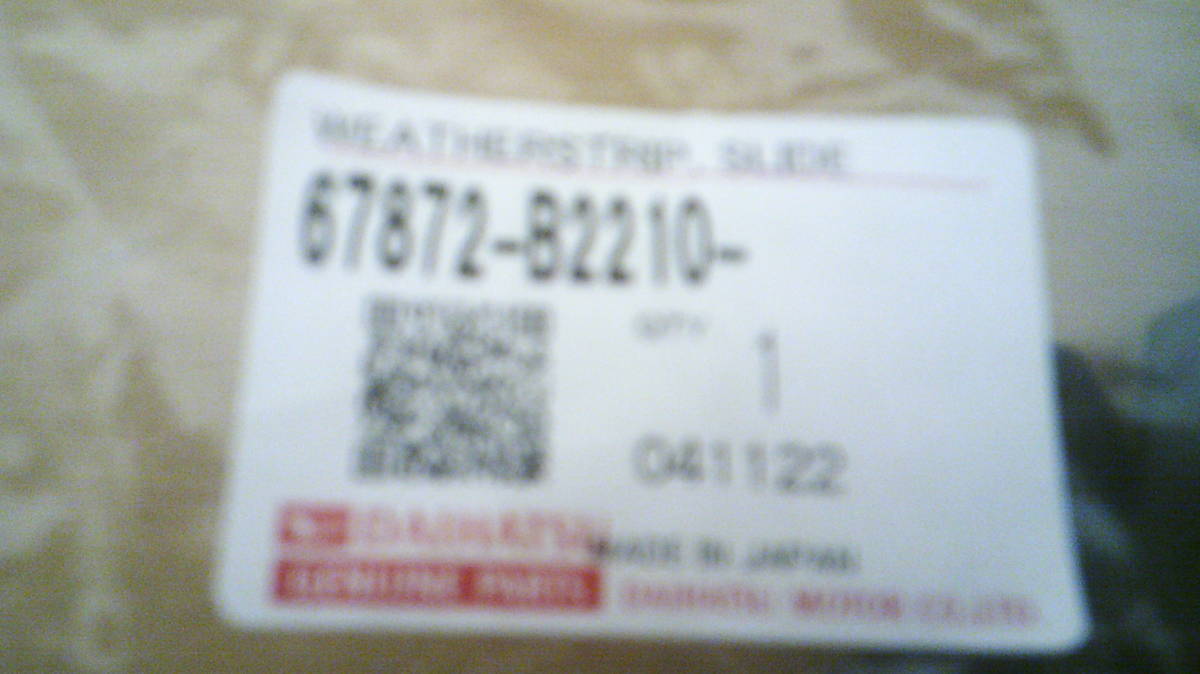 WEATHERSTRIP, SLIDE
67872-B2210-
QTY
1
041122
DAIHATSU
MADE IN JAPAN
GENUINE PARTS
DAIHATSU MOTOR CO.,LTD.